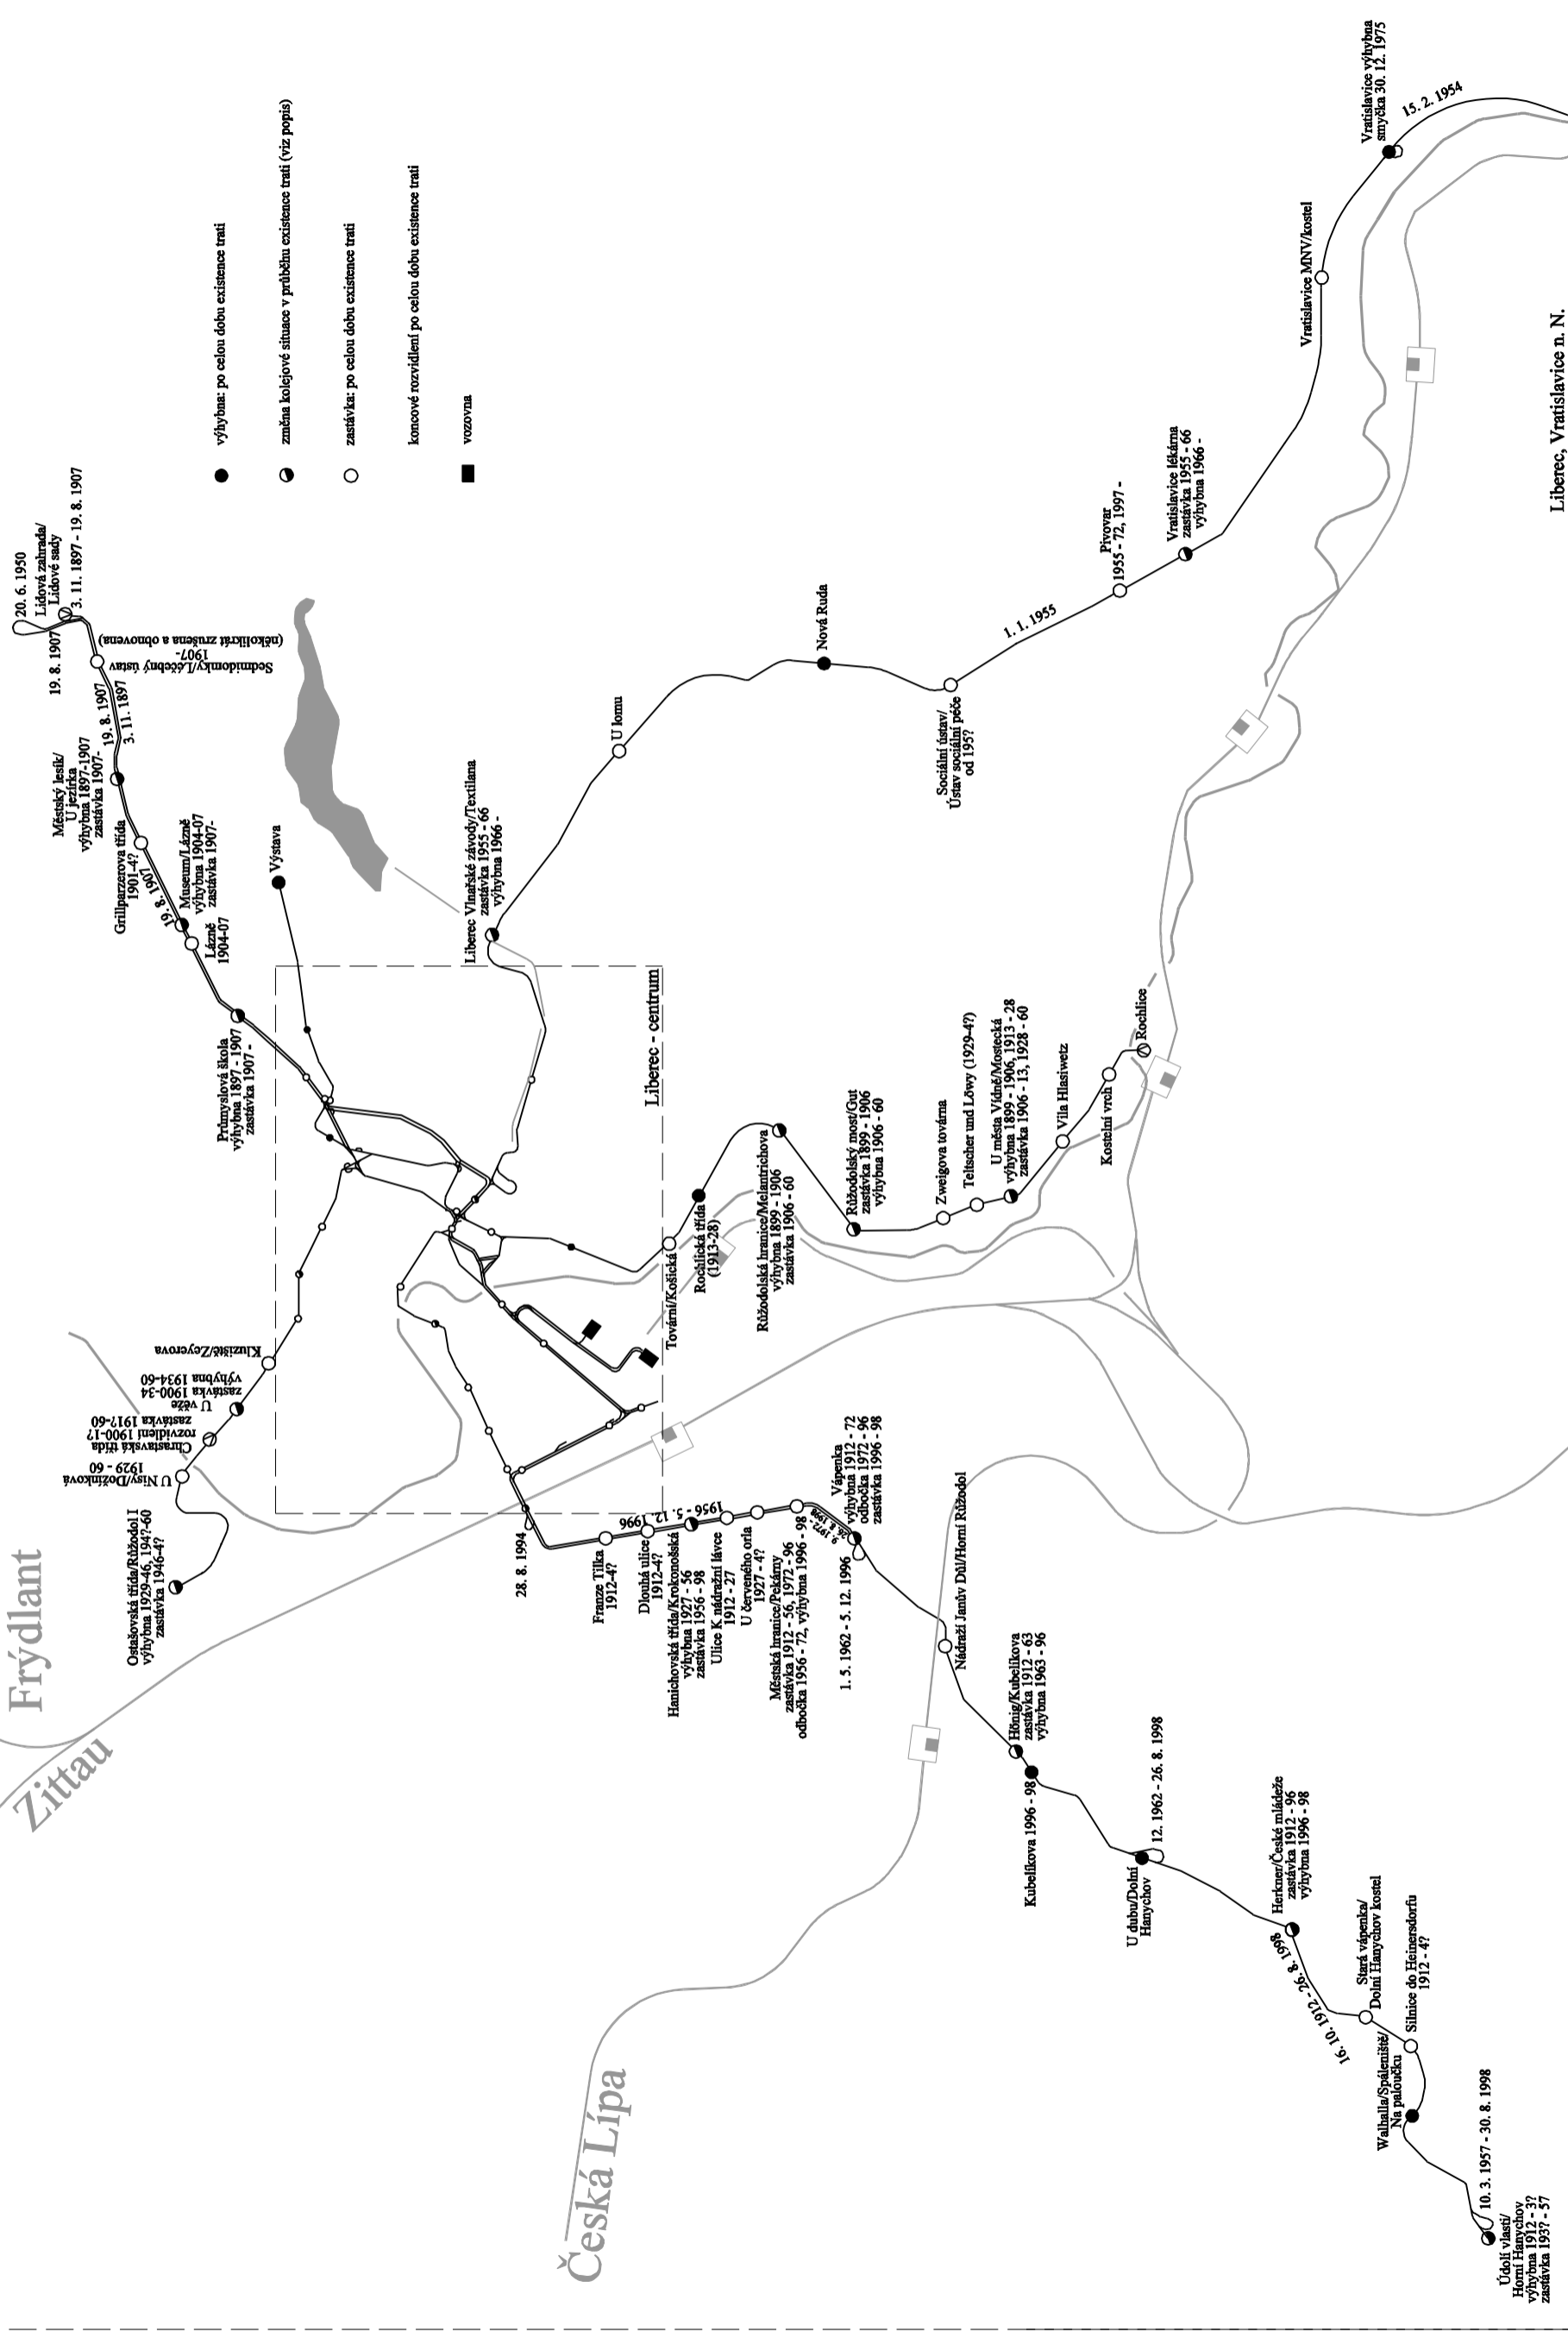 Frýdlant
Zittau
Česká Lípa
20. 6. 1950
Lidová zahrada/
Lidové sady
3. 11. 1897 - 19. 8. 1907
19. 8. 1907
Sedmidomky/Léčebný ústav
1907-
(několikrát zrušena a obnovena)
19. 8. 1907
3. 11. 1897
Městský lesík/
U jezírka
výhybna 1897-1907
zastávka 1907-
Grillparzerova třída
1901-4?
19. 8. 1907
Museum/Lázně
výhybna 1904-07
zastávka 1907-
Lázně
1904-07
Průmyslová škola
výhybna 1897 - 1907
zastávka 1907 -
Výstava
výhybna: po celou dobu existence trati
změna kolejové situace v průběhu existence trati (viz popis)
zastávka: po celou dobu existence trati
koncové rozvidlení po celou dobu existence trati
vozovna
Kluziště/Zeyerova
U věže
zastávka 1900-34
výhybna 1934-60
Chrastavská třída
rozvidlení 1900-1?
zastávka 191?-60
U Nisy/Dožínková
1929 - 60
Ostašovská třída/Růžodol I
výhybna 1929-46, 194?-60
zastávka 1946-4?
Liberec - centrum
Liberec Vlnařské závody/Textilana
zastávka 1955 - 66
výhybna 1966 -
U lomu
Nová Ruda
Sociální ústav/
Ústav sociální péče
od 195?
1. 1. 1955
Pivovar
1955 - 72, 1997 -
Vratislavice lékárna
zastávka 1955 - 66
výhybna 1966 -
Vratislavice MNV/kostel
Vratislavice výhybna
smyčka 30. 12. 1975
15. 2. 1954
Liberec, Vratislavice n. N.
Tovární/Košická
Rochlická třída
(1913-28)
Růžodolská hranice/Melantrichova
výhybna 1899 - 1906
zastávka 1906 - 60
Růžodolský most/Gut
zastávka 1899 - 1906
výhybna 1906 - 60
Zweigova továrna
Teltscher und Löwy (1929-4?)
U města Vídně/Mostecká
výhybna 1899 - 1906, 1913 - 28
zastávka 1906 - 13, 1928 - 60
Vila Hlasiwetz
Kostelní vrch
Rochlice
28. 8. 1994
Franze Tilka
1912-4?
Dlouhá ulice
1912-4?
1956 - 5. 12. 1996
Hanichovská třída/Krkonošská
výhybna 1927 - 56
zastávka 1956 - 98
Ulice K nádražní lávce
1912 - 27
U červeného orla
1927 - 4?
Městská hranice/Pekárny
zastávka 1912 - 56, 1972 - 96
odbočka 1956 - 72, výhybna 1996 - 98
9. 1972 -
26. 8. 1998
Vápenka
výhybna 1912 - 72
odbočka 1972 - 96
zastávka 1996 - 98
1. 5. 1962 - 5. 12. 1996
Nádraží Janův Důl/Horní Růžodol
Hönig/Kubelíkova
zastávka 1912 - 63
výhybna 1963 - 96
Kubelíkova 1996 - 98
U dubu/Dolní
Hanychov
12. 1962 - 26. 8. 1998
Herkner/České mládeže
zastávka 1912 - 96
výhybna 1996 - 98
16. 10. 1912 - 26. 8. 1998
Stará vápenka/
Dolní Hanychov kostel
Silnice do Heinersdorfu
1912 - 4?
Walhalla/Spáleniště/
Na paloučku
10. 3. 1957 - 30. 8. 1998
Údolí vlasti/
Horní Hanychov
výhybna 1912 - 3?
zastávka 193? - 57